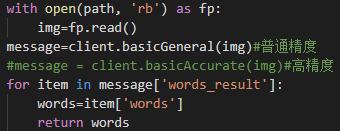 with open(path, 'rb') as fp:
    img=fp.read()
message=client.basicGeneral(img)#普通精度
#message = client.basicAccurate(img)#高精度
for item in message['words_result']:
    words=item['words']
    return words